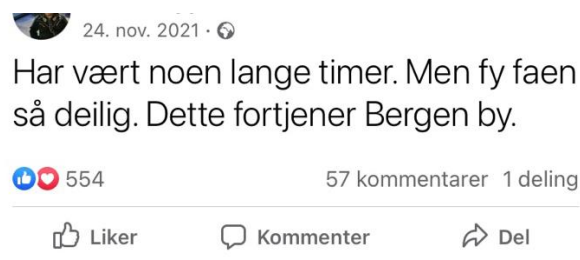 24. nov. 2021 ·
Har vært noen lange timer. Men fy faen
så deilig. Dette fortjener Bergen by.
554 57 kommentarer 1 deling
Liker Kommenter Del